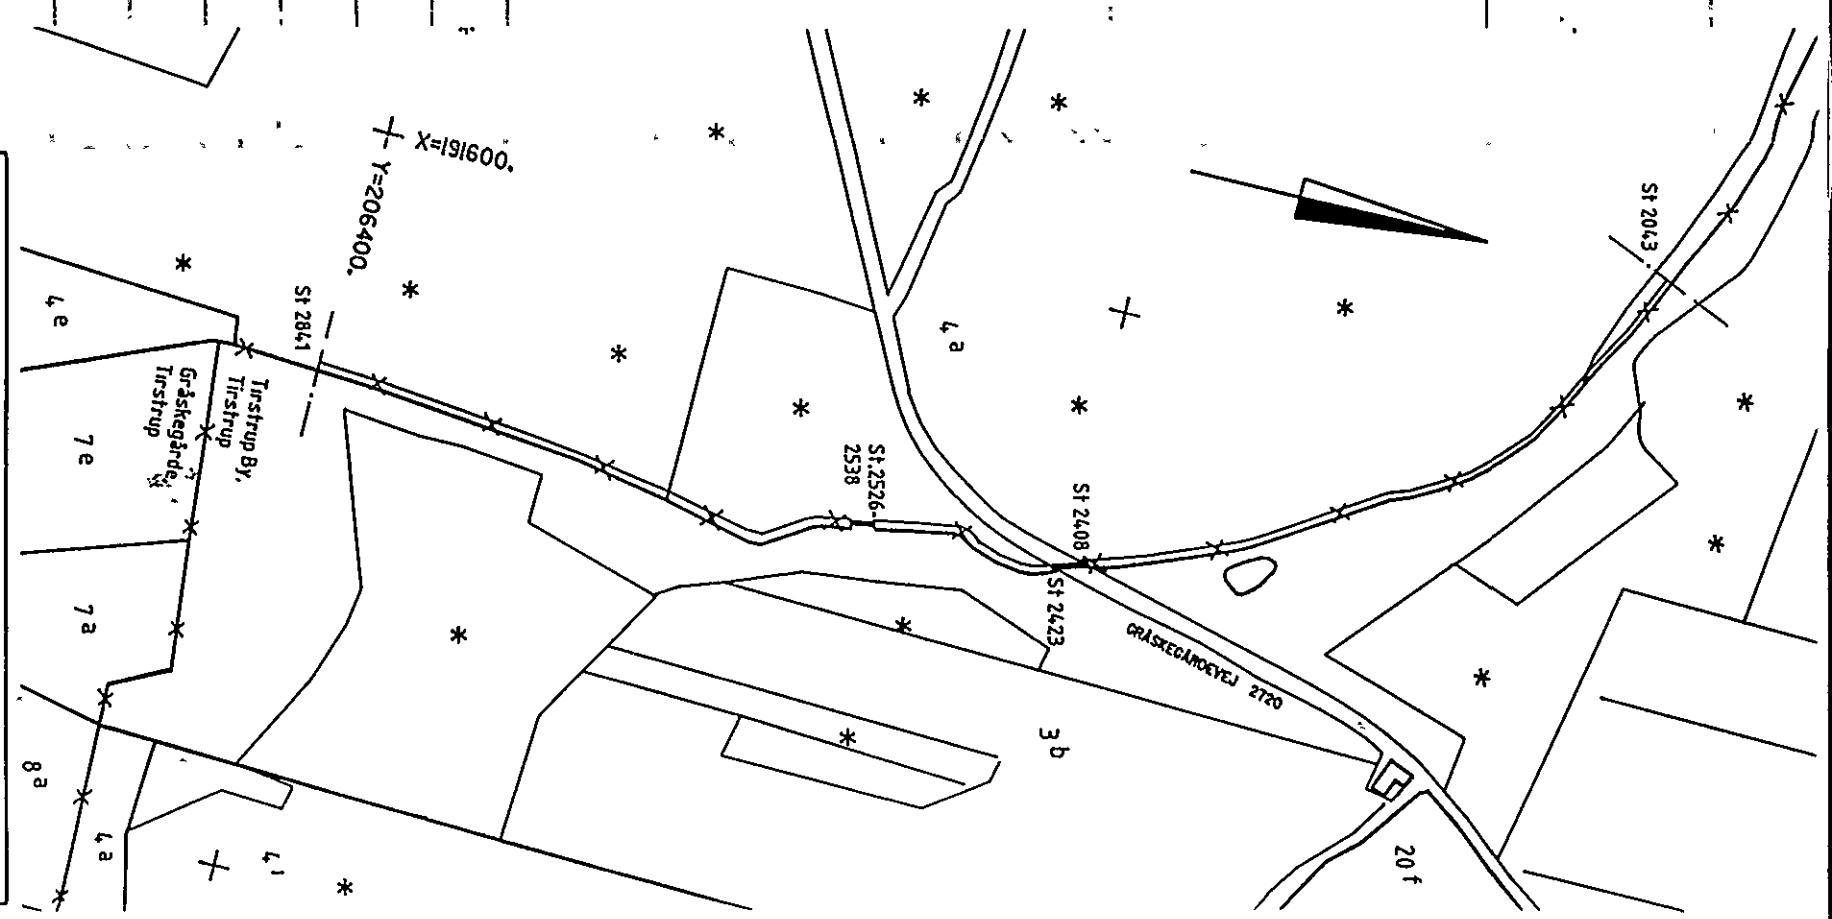 X=191600.
Y=206400.
St 2043.
4a
4e
St 2841
Tirstrup By,
Tirstrup
Gråskegårde,
Tirstrup
7e
St.2526-
2538
St 2408
St 2423
GRÅSKEGÅRDEVEJ 2720
7a
3b
8a
4a
20f